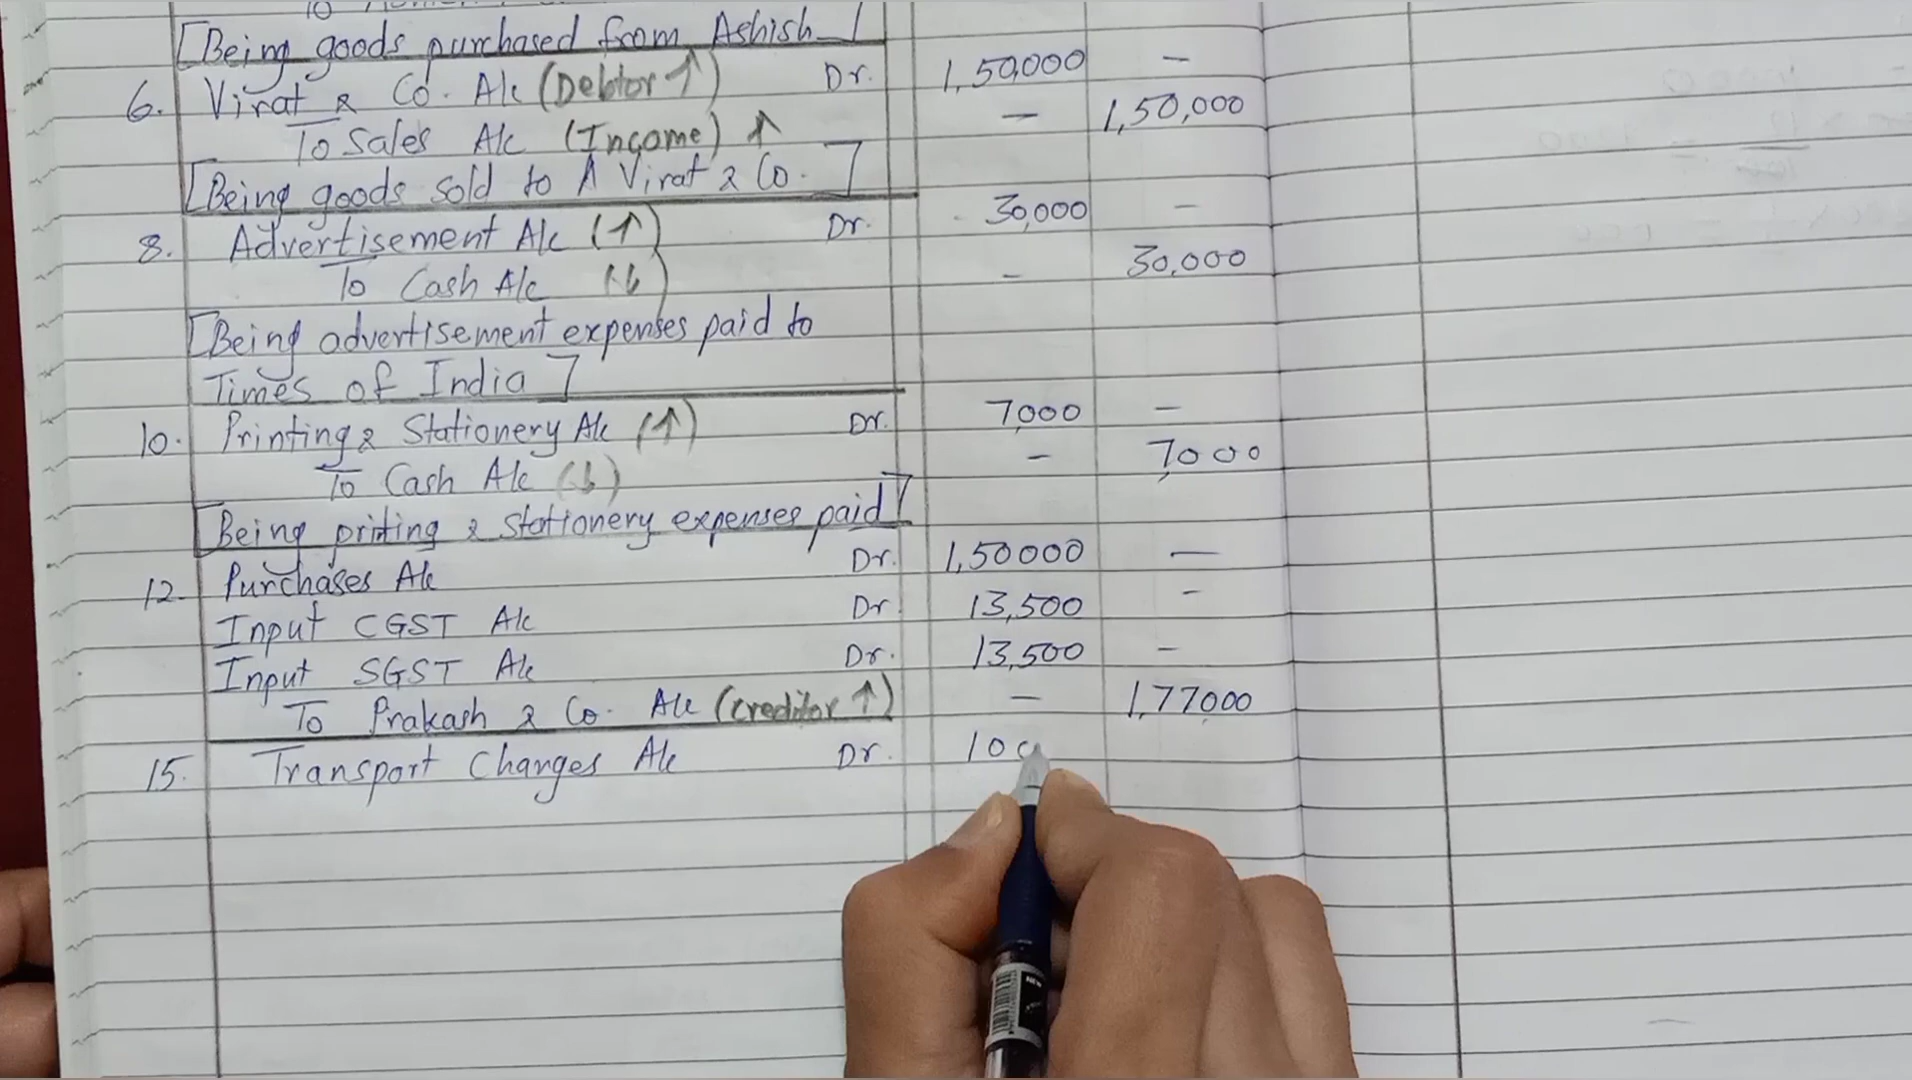 [Being goods purchased from Ashish]
6. Virat & Co. A/c (Debtor ↑) Dr. 1,50,000 —
To Sales A/c (Income) ↑ — 1,50,000
[Being goods sold to A Virat & Co.]
8. Advertisement A/c (↑) Dr. 30,000 —
To Cash A/c (↓) — 30,000
[Being advertisement expenses paid to
Times of India]
10. Printing & Stationery A/c (↑) Dr. 7,000 —
To Cash A/c (↓) — 7,000
[Being priting & stationery expenses paid]
12. Purchases A/c Dr. 1,50000 —
Input CGST A/c Dr. 13,500 -
Input SGST A/c Dr. 13,500 -
To Prakash & Co. A/c (creditor ↑) — 1,77000
15. Transport Charges A/c Dr. 10